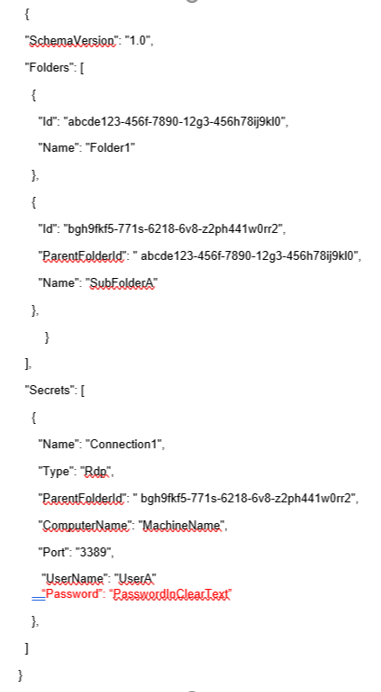 {
"SchemaVersion": "1.0",
"Folders": [
{
"Id": "abcde123-456f-7890-12g3-456h78ij9kl0",
"Name": "Folder1"
},
{
"Id": "bgh9fkf5-771s-6218-6v8-z2ph441w0rr2",
"ParentFolderId": " abcde123-456f-7890-12g3-456h78ij9kl0",
"Name": "SubFolderA"
},
}
],
"Secrets": [
{
"Name": "Connection1",
"Type": "Rdp",
"ParentFolderId": " bgh9fkf5-771s-6218-6v8-z2ph441w0rr2",
"ComputerName": "MachineName",
"Port": "3389",
"UserName": "UserA"
"Password": "PasswordInClearText"
},
]
}